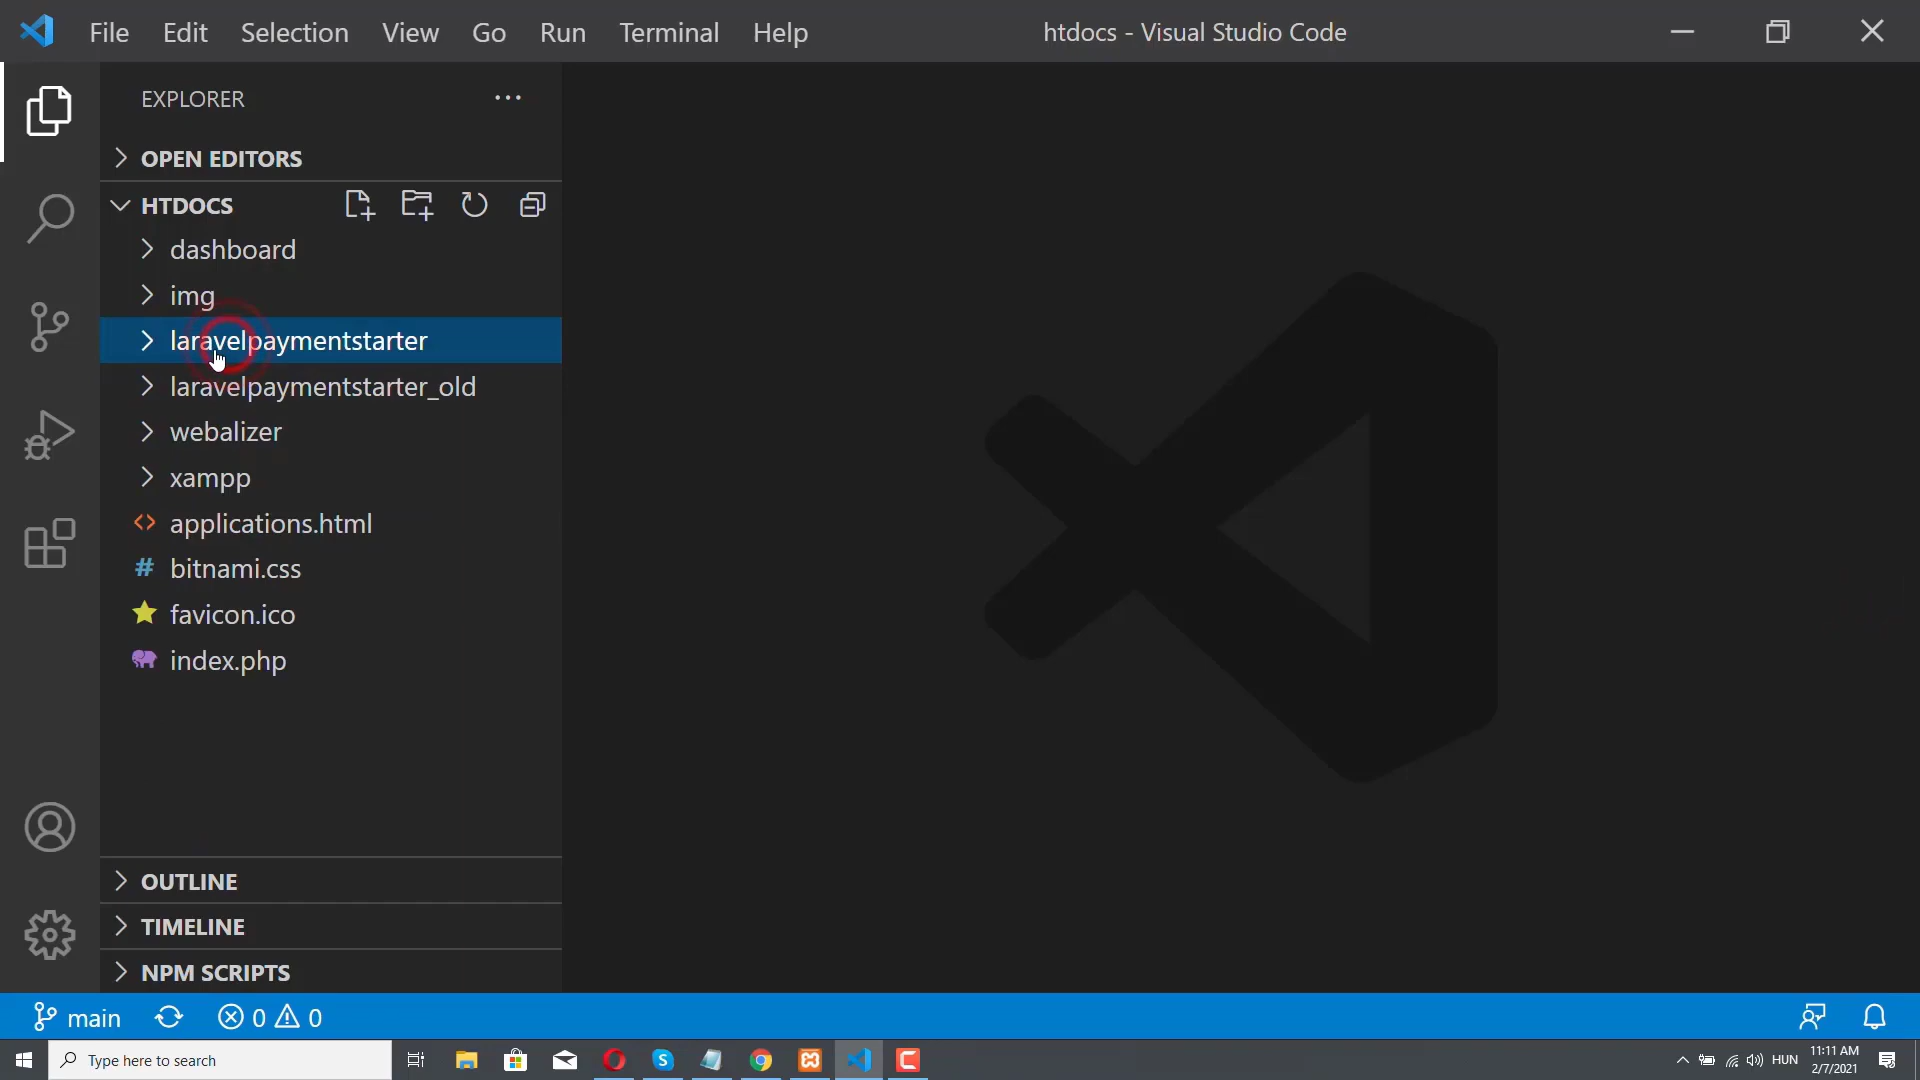 File Edit Selection View Go Run Terminal Help htdocs - Visual Studio Code
EXPLORER
OPEN EDITORS
HTDOCS
dashboard
img
laravelpaymentstarter
laravelpaymentstarter_old
webalizer
xampp
applications.html
bitnami.css
favicon.ico
index.php
OUTLINE
TIMELINE
NPM SCRIPTS
main 0 0
Type here to search
HUN
11:11 AM
2/7/2021